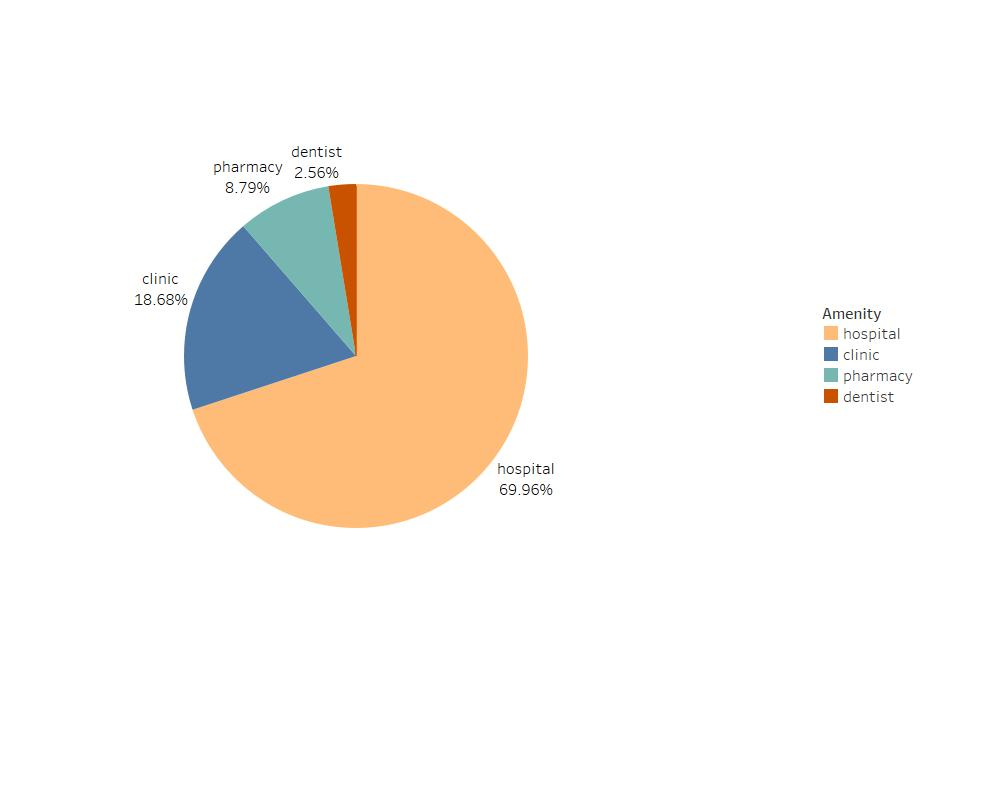 dentist
2.56%
pharmacy
8.79%
clinic
18.68%
hospital
69.96%
Amenity
hospital
clinic
pharmacy
dentist